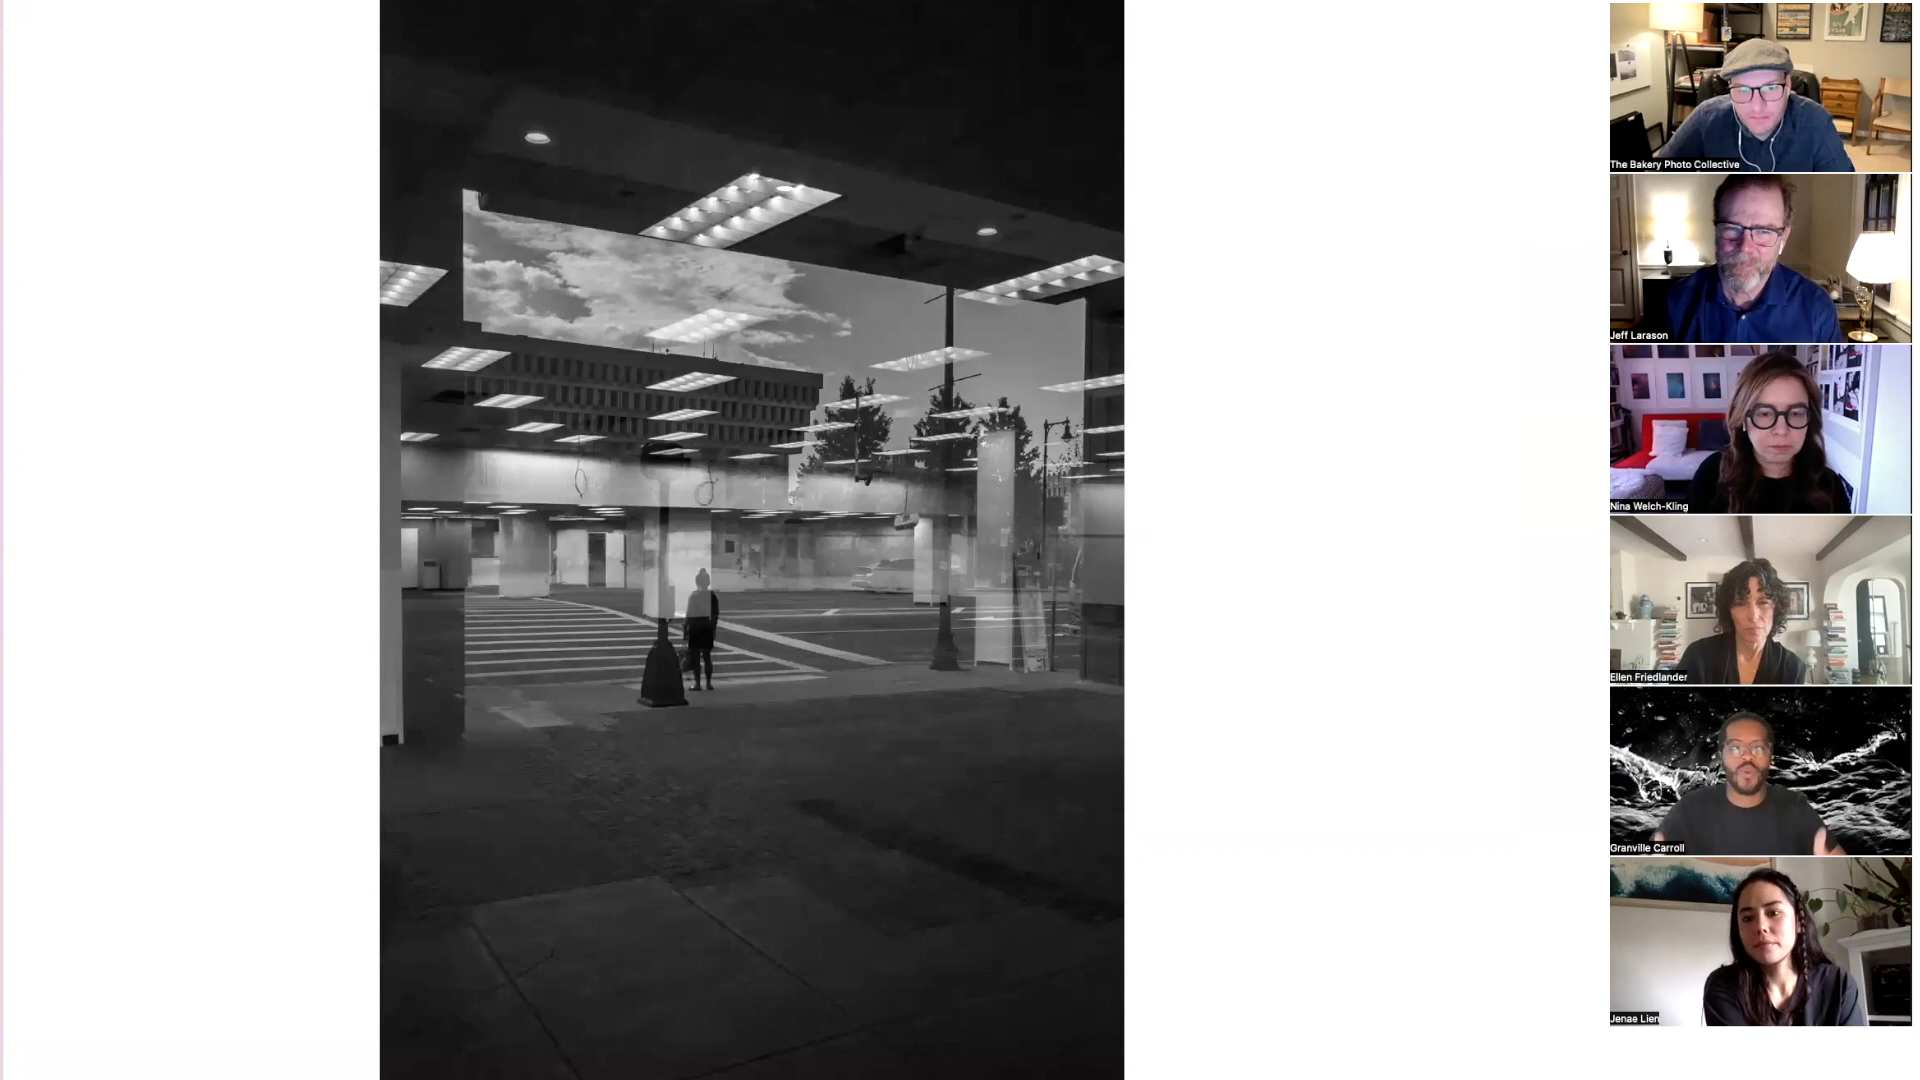 The Bakery Photo Collective
Jeff Larason
Nina Welch-Kling
Ellen Friedlander
Granville Carroll
Jenae Lien